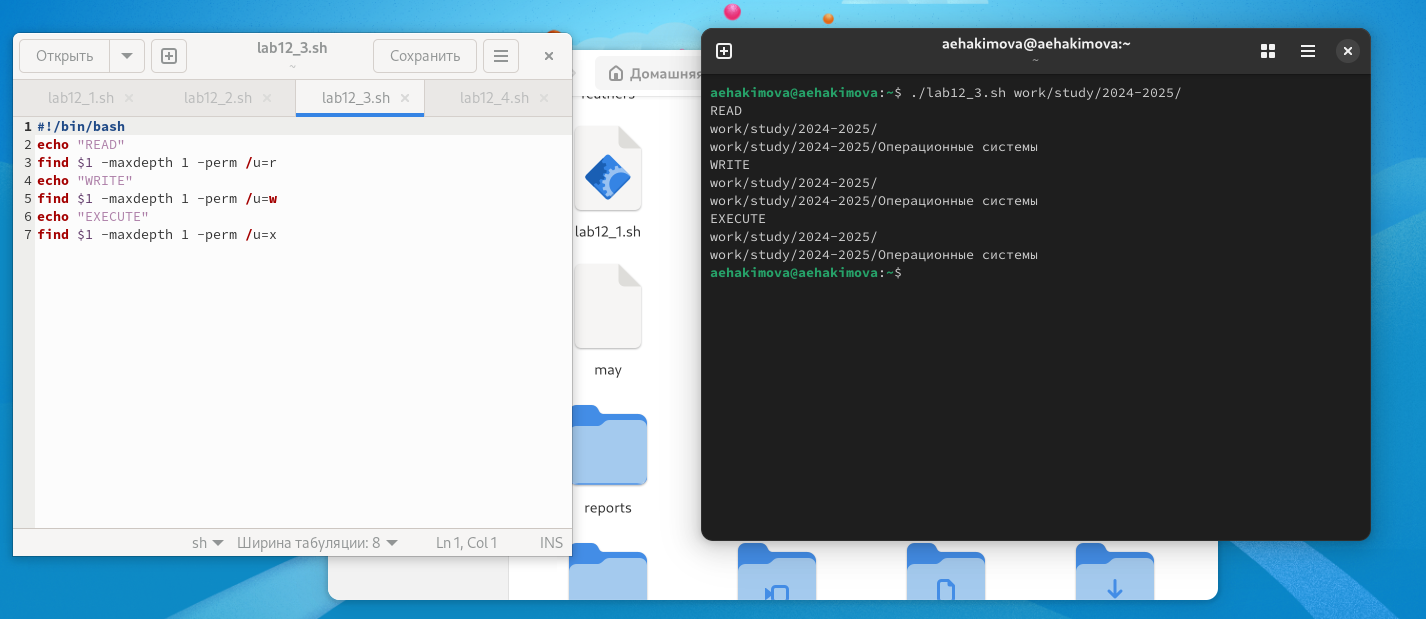 Открыть
lab12_3.sh
~
Сохранить
lab12_1.sh
lab12_2.sh
lab12_3.sh
lab12_4.sh
1 #!/bin/bash
2 echo "READ"
3 find $1 -maxdepth 1 -perm /u=r
4 echo "WRITE"
5 find $1 -maxdepth 1 -perm /u=w
6 echo "EXECUTE"
7 find $1 -maxdepth 1 -perm /u=x
sh
Ширина табуляции: 8
Ln 1, Col 1
INS
Домашняя
lab12_1.sh
may
reports
aehakimova@aehakimova:~
~
aehakimova@aehakimova:~$ ./lab12_3.sh work/study/2024-2025/
READ
work/study/2024-2025/
work/study/2024-2025/Операционные системы
WRITE
work/study/2024-2025/
work/study/2024-2025/Операционные системы
EXECUTE
work/study/2024-2025/
work/study/2024-2025/Операционные системы
aehakimova@aehakimova:~$